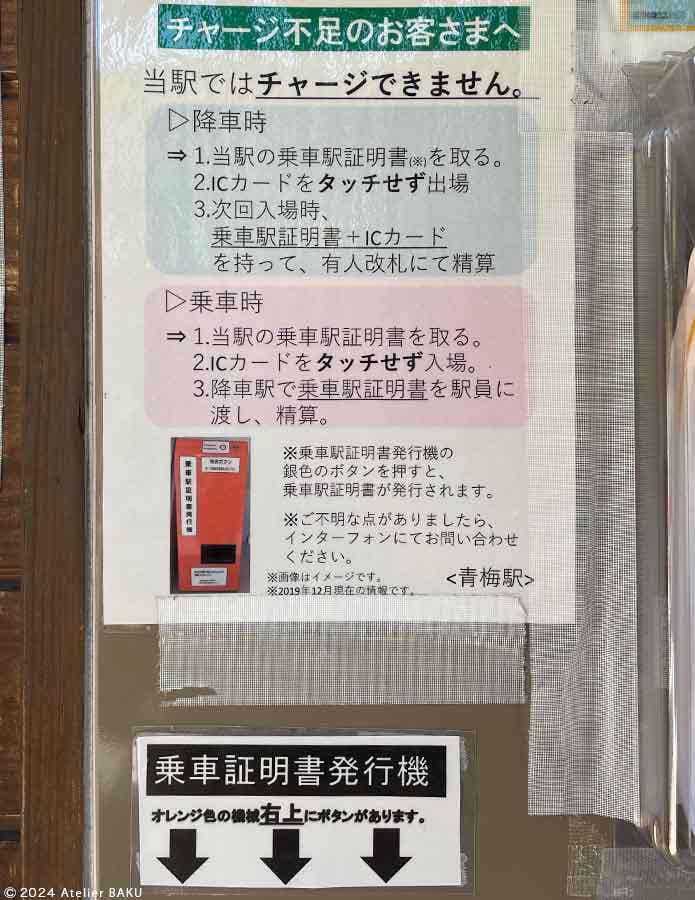 チャージ不足のお客さまへ
当駅ではチャージできません。
▷降車時
⇒ 1.当駅の乗車駅証明書(※)を取る。
2.ICカードをタッチせず出場
3.次回入場時、
乗車駅証明書＋ICカード
を持って、有人改札にて精算
▷乗車時
⇒ 1.当駅の乗車駅証明書を取る。
2.ICカードをタッチせず入場。
3.降車駅で乗車駅証明書を駅員に
渡し、精算。
乗車駅証明書発行機
※乗車駅証明書発行機の
銀色のボタンを押すと、
乗車駅証明書が発行されます。
※ご不明な点がありましたら、
インターフォンにてお問い合わせ
ください。
<青梅駅>
※画像はイメージです。
※2019年12月現在の情報です。
乗車証明書発行機
オレンジ色の機械右上にボタンがあります。
© 2024 Atelier BAKU